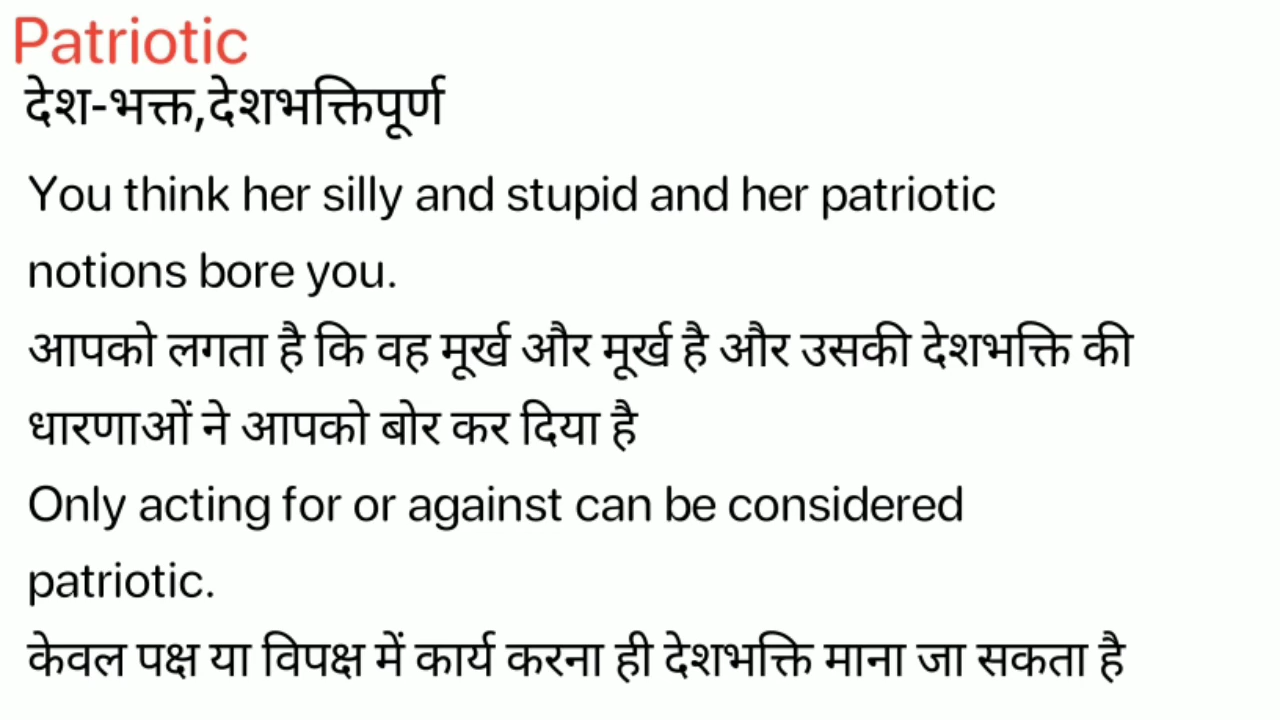 Patriotic
देश-भक्त,देशभक्तिपूर्ण
You think her silly and stupid and her patriotic
notions bore you.
आपको लगता है कि वह मूर्ख और मूर्ख है और उसकी देशभक्ति की
धारणाओं ने आपको बोर कर दिया है
Only acting for or against can be considered
patriotic.
केवल पक्ष या विपक्ष में कार्य करना ही देशभक्ति माना जा सकता है